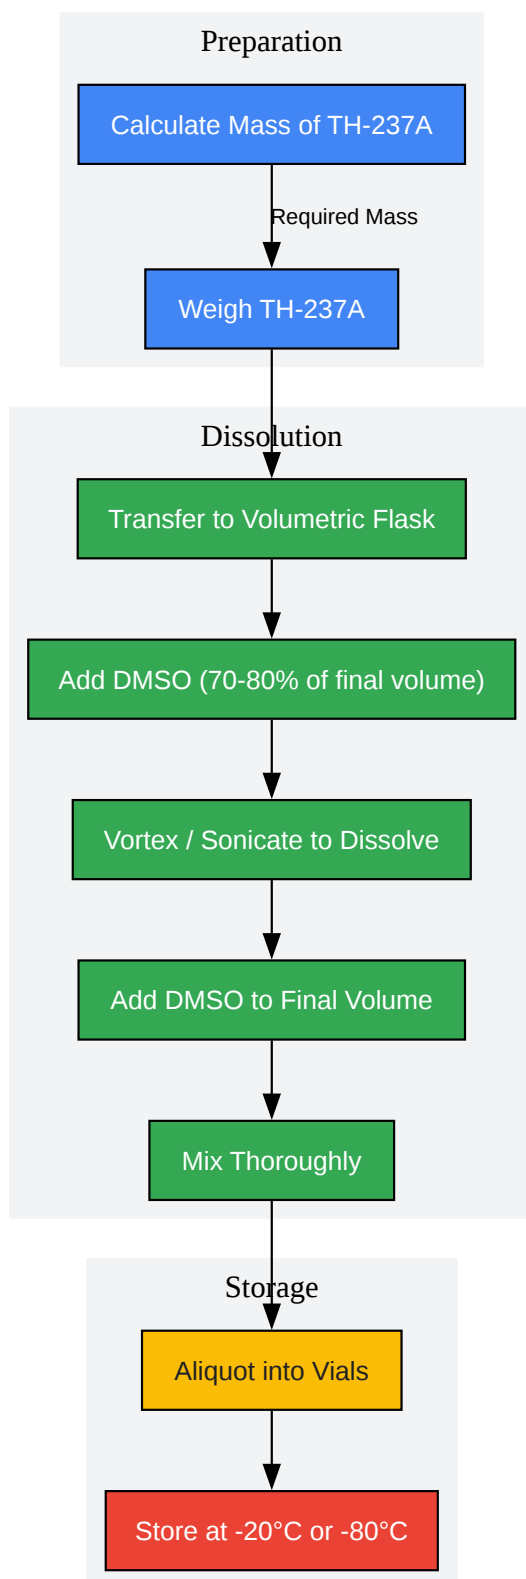 Preparation
Calculate Mass of TH-237A
Required Mass
Weigh TH-237A
Dissolution
Transfer to Volumetric Flask
Add DMSO (70-80% of final volume)
Vortex / Sonicate to Dissolve
Add DMSO to Final Volume
Mix Thoroughly
Storage
Aliquot into Vials
Store at -20°C or -80°C